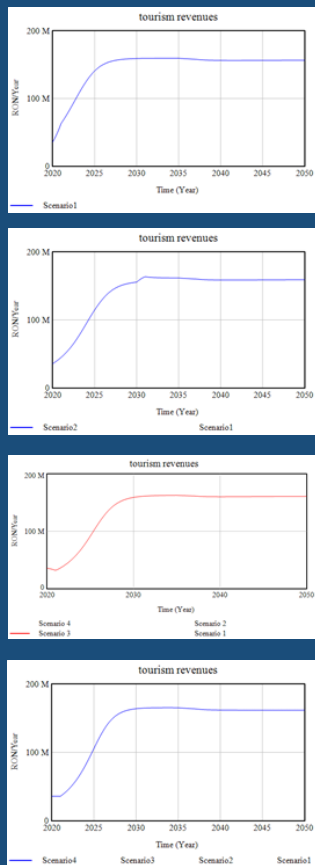 tourism revenues
200 M
RON/Year
100 M
0
2020 2025 2030 2035 2040 2045 2050
Time (Year)
Scenario1
tourism revenues
200 M
RON/Year
100 M
0
2020 2025 2030 2035 2040 2045 2050
Time (Year)
Scenario2 Scenario1
tourism revenues
200 M
RON/Year
100 M
0
2020 2030 2040 2050
Time (Year)
Scenario 4 Scenario 2
Scenario 3 Scenario 1
tourism revenues
200 M
RON/Year
100 M
0
2020 2025 2030 2035 2040 2045 2050
Time (Year)
Scenario4 Scenario3 Scenario2 Scenario1